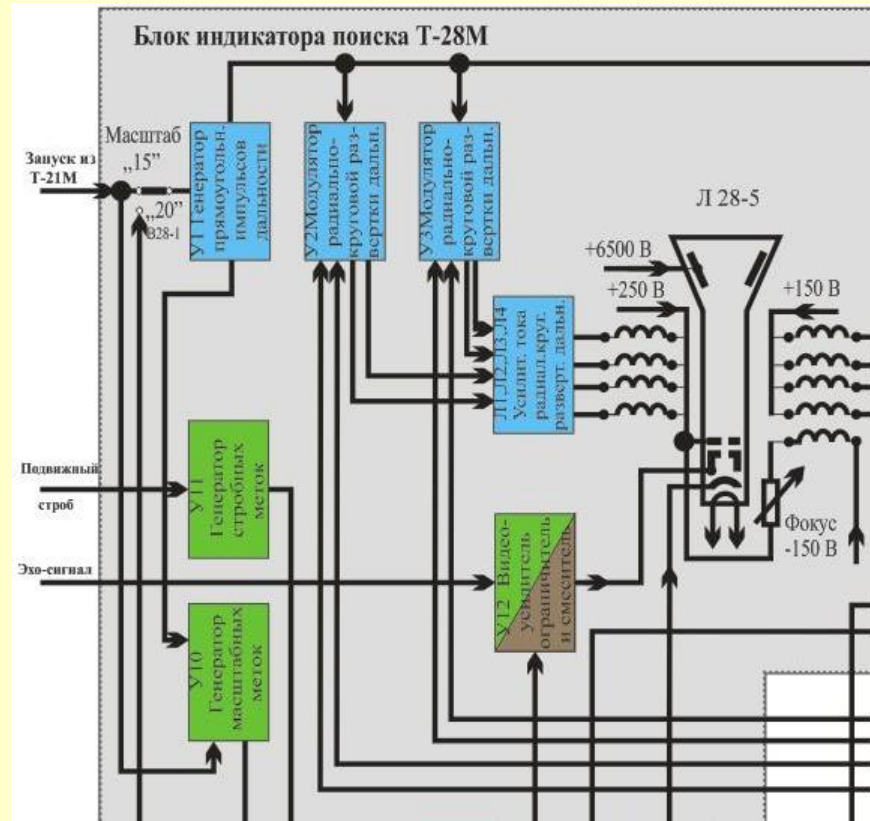 Блок индикатора поиска Т-28М
Масштаб
„15”
Запуск из
Т-21М
„20”
В28-1
У1 Генератор
прямоугольн.
импульсов
дальности
У2Модулятор
радиально-
круговой раз-
вертки дальн.
У3Модулятор
радиально-
круговой раз-
вертки дальн.
Л 28-5
+6500 В
+250 В
+150 В
Л1,Л2,Л3,Л4
Усилит. тока
радиал.круг.
разверт. дальн.
Подвижный
строб
У11
Генератор
стробных
меток
Фокус
-150 В
Эхо-сигнал
У12 Видео-
усилитель
ограничитель
и смеситель
У10
Генератор
масштабных
меток